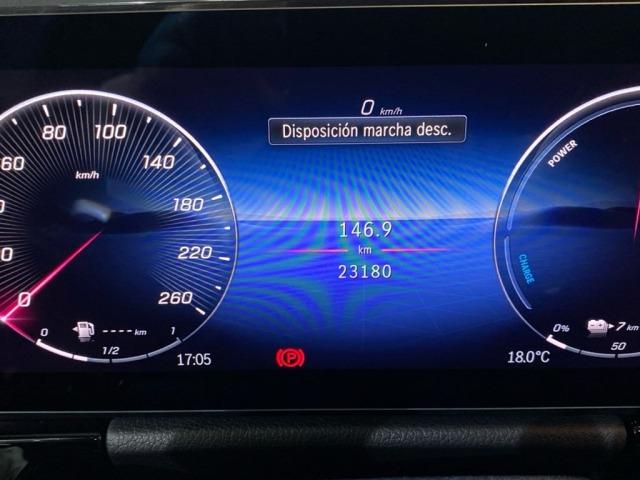 0 km/h
Disposición marcha desc.
60 80 100 140 180 220 260
km/h
0
146.9
km
23180
POWER
CHARGE
0 ---- km 1
1/2
17:05
P
18.0°C
0% 7 km
50